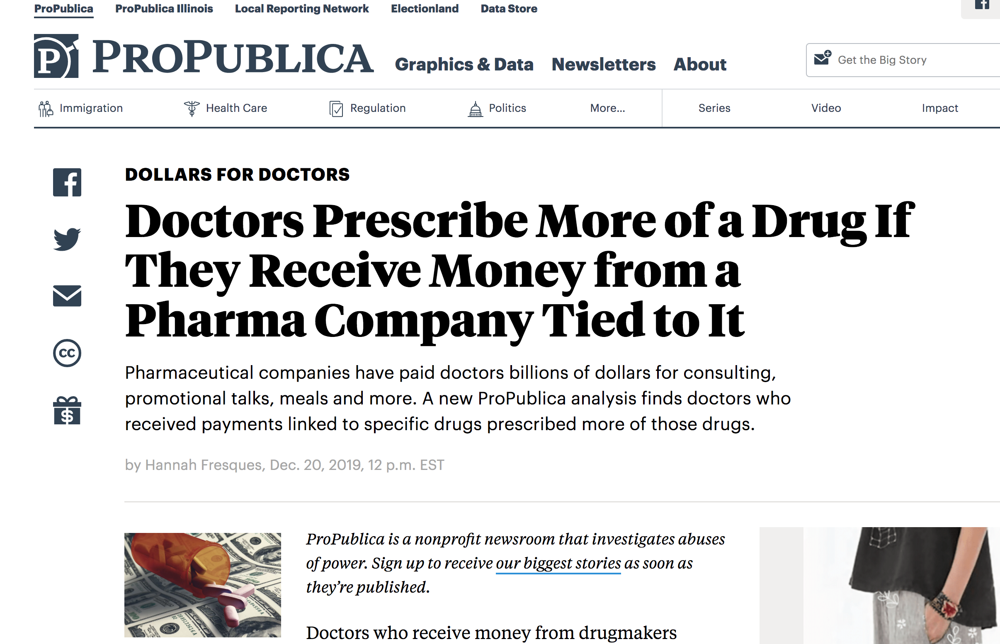 ProPublica ProPublica Illinois Local Reporting Network Electionland Data Store
P PROPUBLICA Graphics & Data Newsletters About Get the Big Story
Immigration Health Care Regulation Politics More... Series Video Impact
DOLLARS FOR DOCTORS
Doctors Prescribe More of a Drug If
They Receive Money from a
Pharma Company Tied to It
CC
$
Pharmaceutical companies have paid doctors billions of dollars for consulting,
promotional talks, meals and more. A new ProPublica analysis finds doctors who
received payments linked to specific drugs prescribed more of those drugs.
by Hannah Fresques, Dec. 20, 2019, 12 p.m. EST
ProPublica is a nonprofit newsroom that investigates abuses
of power. Sign up to receive our biggest stories as soon as
they’re published.
Doctors who receive money from drugmakers